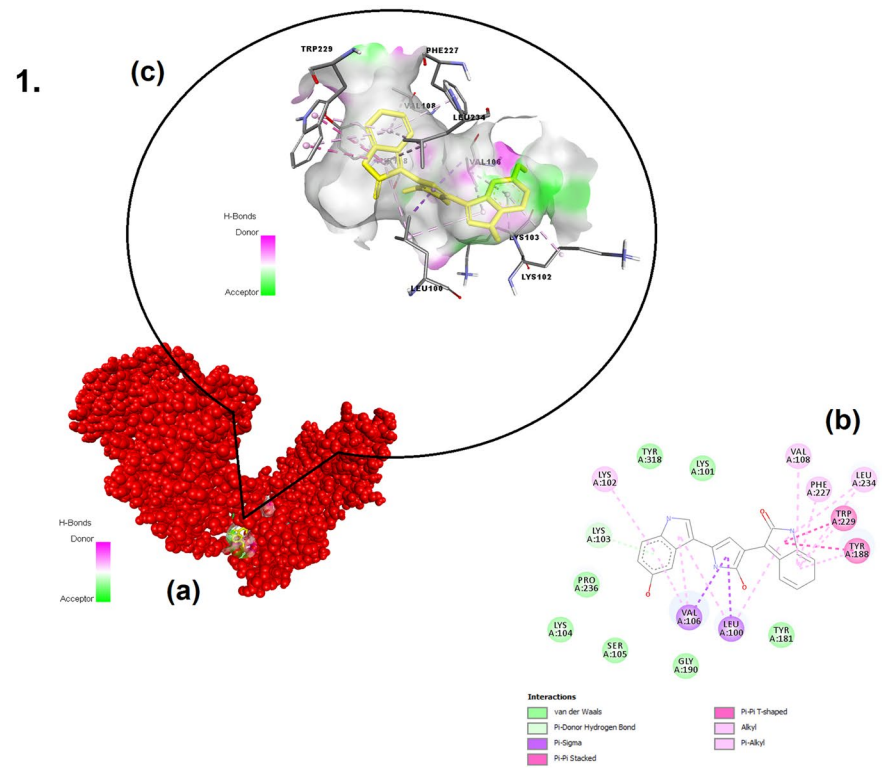 1.
(c)
TRP229
PHE227
VAL108
LEU234
VAL106
LYS103
LYS102
LEU100
H-Bonds
Donor
Acceptor
H-Bonds
Donor
Acceptor
(a)
(b)
TYR
A:318
LYS
A:101
VAL
A:108
LYS
A:102
PHE
A:227
LEU
A:234
TRP
A:229
LYS
A:103
TYR
A:188
PRO
A:236
VAL
A:106
LEU
A:100
TYR
A:181
LYS
A:104
SER
A:105
GLY
A:190
Interactions
van der Waals
Pi-Donor Hydrogen Bond
Pi-Sigma
Pi-Pi Stacked
Pi-Pi T-shaped
Alkyl
Pi-Alkyl